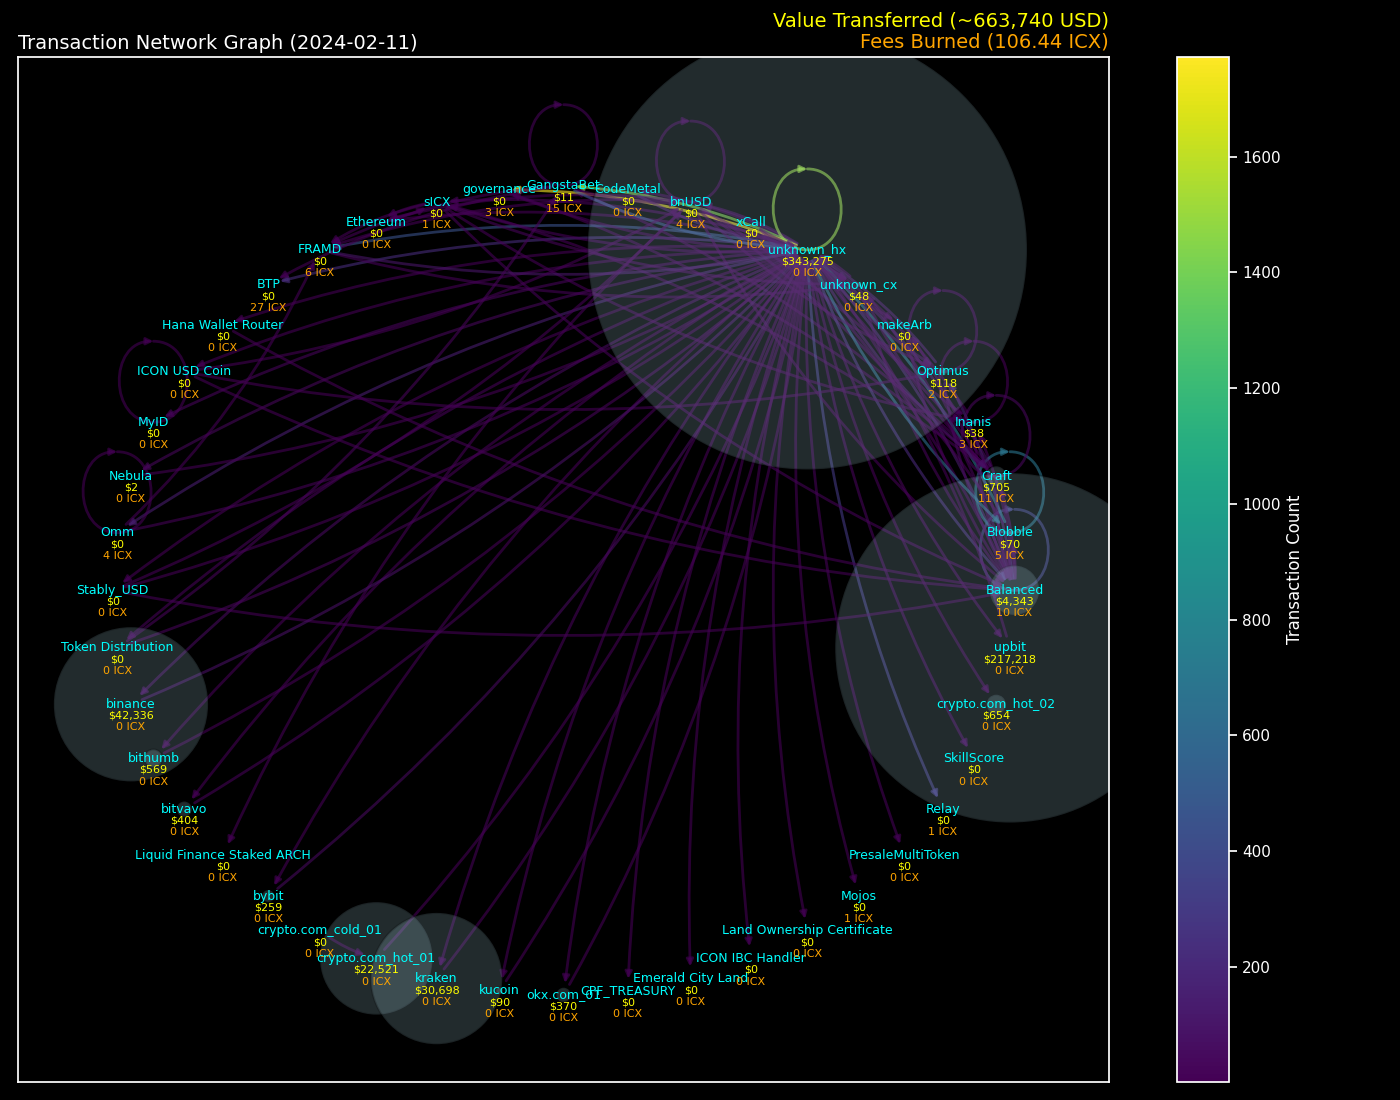 Value Transferred (~663,740 USD)
Transaction Network Graph (2024-02-11)
Fees Burned (106.44 ICX)
governance
$0
3 ICX
GangstaBet
$11
15 ICX
CodeMetal
$0
0 ICX
sICX
$0
1 ICX
bnUSD
$0
4 ICX
Ethereum
$0
0 ICX
xCall
$0
0 ICX
FRAMD
$0
6 ICX
unknown_hx
$343,275
0 ICX
BTP
$0
27 ICX
unknown_cx
$48
0 ICX
Hana Wallet Router
$0
0 ICX
makeArb
$0
0 ICX
ICON USD Coin
$0
0 ICX
Optimus
$118
2 ICX
MyID
$0
0 ICX
Inanis
$38
3 ICX
Nebula
$2
0 ICX
Craft
$705
11 ICX
Omm
$0
4 ICX
Blobble
$70
5 ICX
Stably_USD
$0
0 ICX
Balanced
$4,343
10 ICX
Token Distribution
$0
0 ICX
upbit
$217,218
0 ICX
binance
$42,336
0 ICX
crypto.com_hot_02
$654
0 ICX
bithumb
$569
0 ICX
SkillScore
$0
0 ICX
bitvavo
$404
0 ICX
Relay
$0
1 ICX
Liquid Finance Staked ARCH
$0
0 ICX
PresaleMultiToken
$0
0 ICX
bybit
$259
0 ICX
Mojos
$0
1 ICX
crypto.com_cold_01
$0
0 ICX
Land Ownership Certificate
$0
0 ICX
crypto.com_hot_01
$22,521
0 ICX
ICON IBC Handler
$0
0 ICX
kraken
$30,698
0 ICX
Emerald City Land
$0
0 ICX
kucoin
$90
0 ICX
okx.com_01
$370
0 ICX
CPF_TREASURY
$0
0 ICX
1600
1400
1200
1000
800
600
400
200
Transaction Count